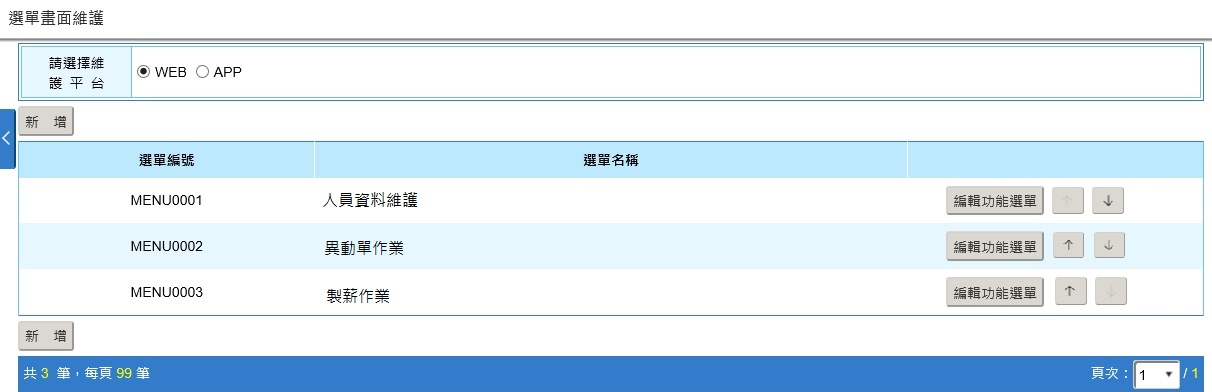 選單畫面維護
請選擇維
護 平 台
WEB APP
新 增
選單編號 選單名稱
MENU0001 人員資料維護 編輯功能選單 ↑ ↓
MENU0002 異動單作業 編輯功能選單 ↑ ↓
MENU0003 製薪作業 編輯功能選單 ↑ ↓
新 增
共 3 筆，每頁 99 筆 頁次： 1 / 1